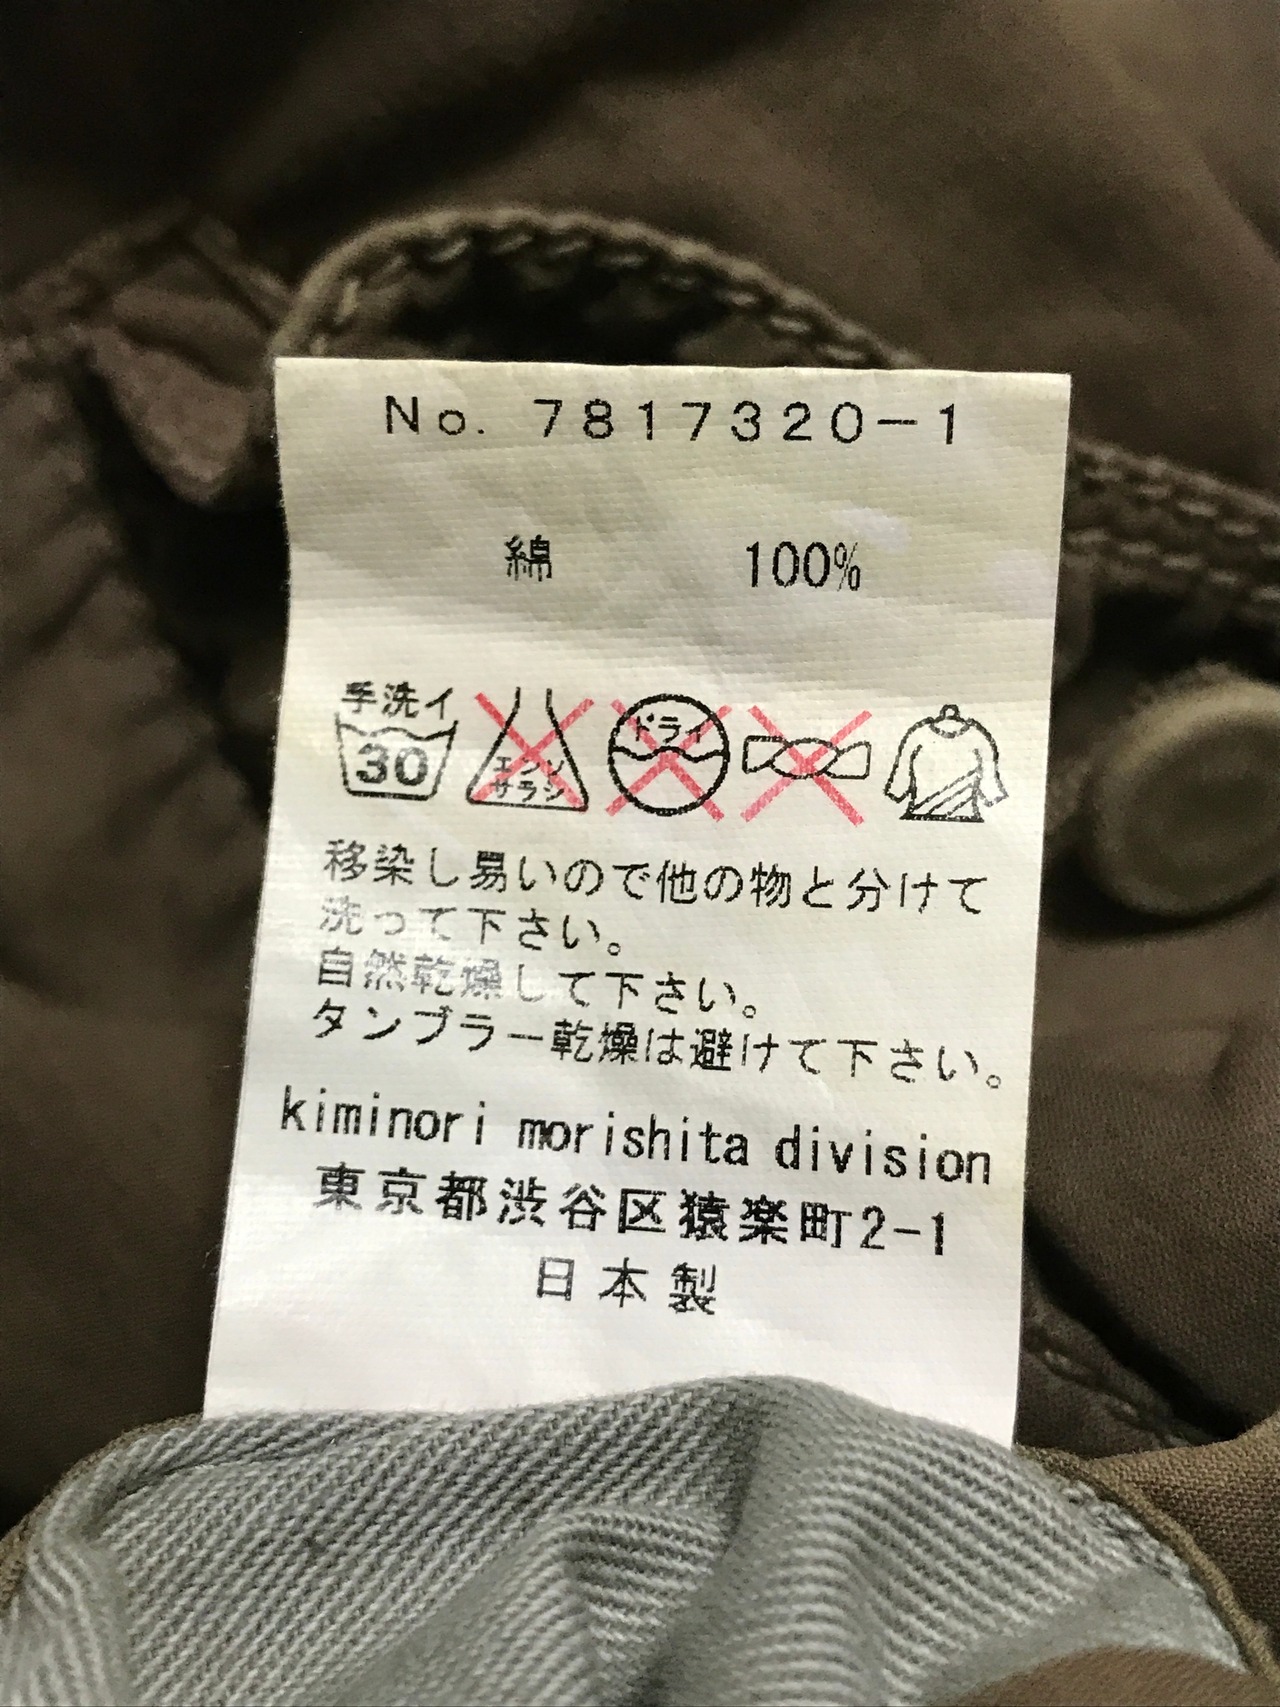 No. 7817320-1
綿 100%
手洗イ
30
エンソ
サラシ
ドライ
移染し易いので他の物と分けて
洗って下さい。
自然乾燥して下さい。
タンブラー乾燥は避けて下さい。
kiminori morishita division
東京都渋谷区猿楽町2-1
日本製